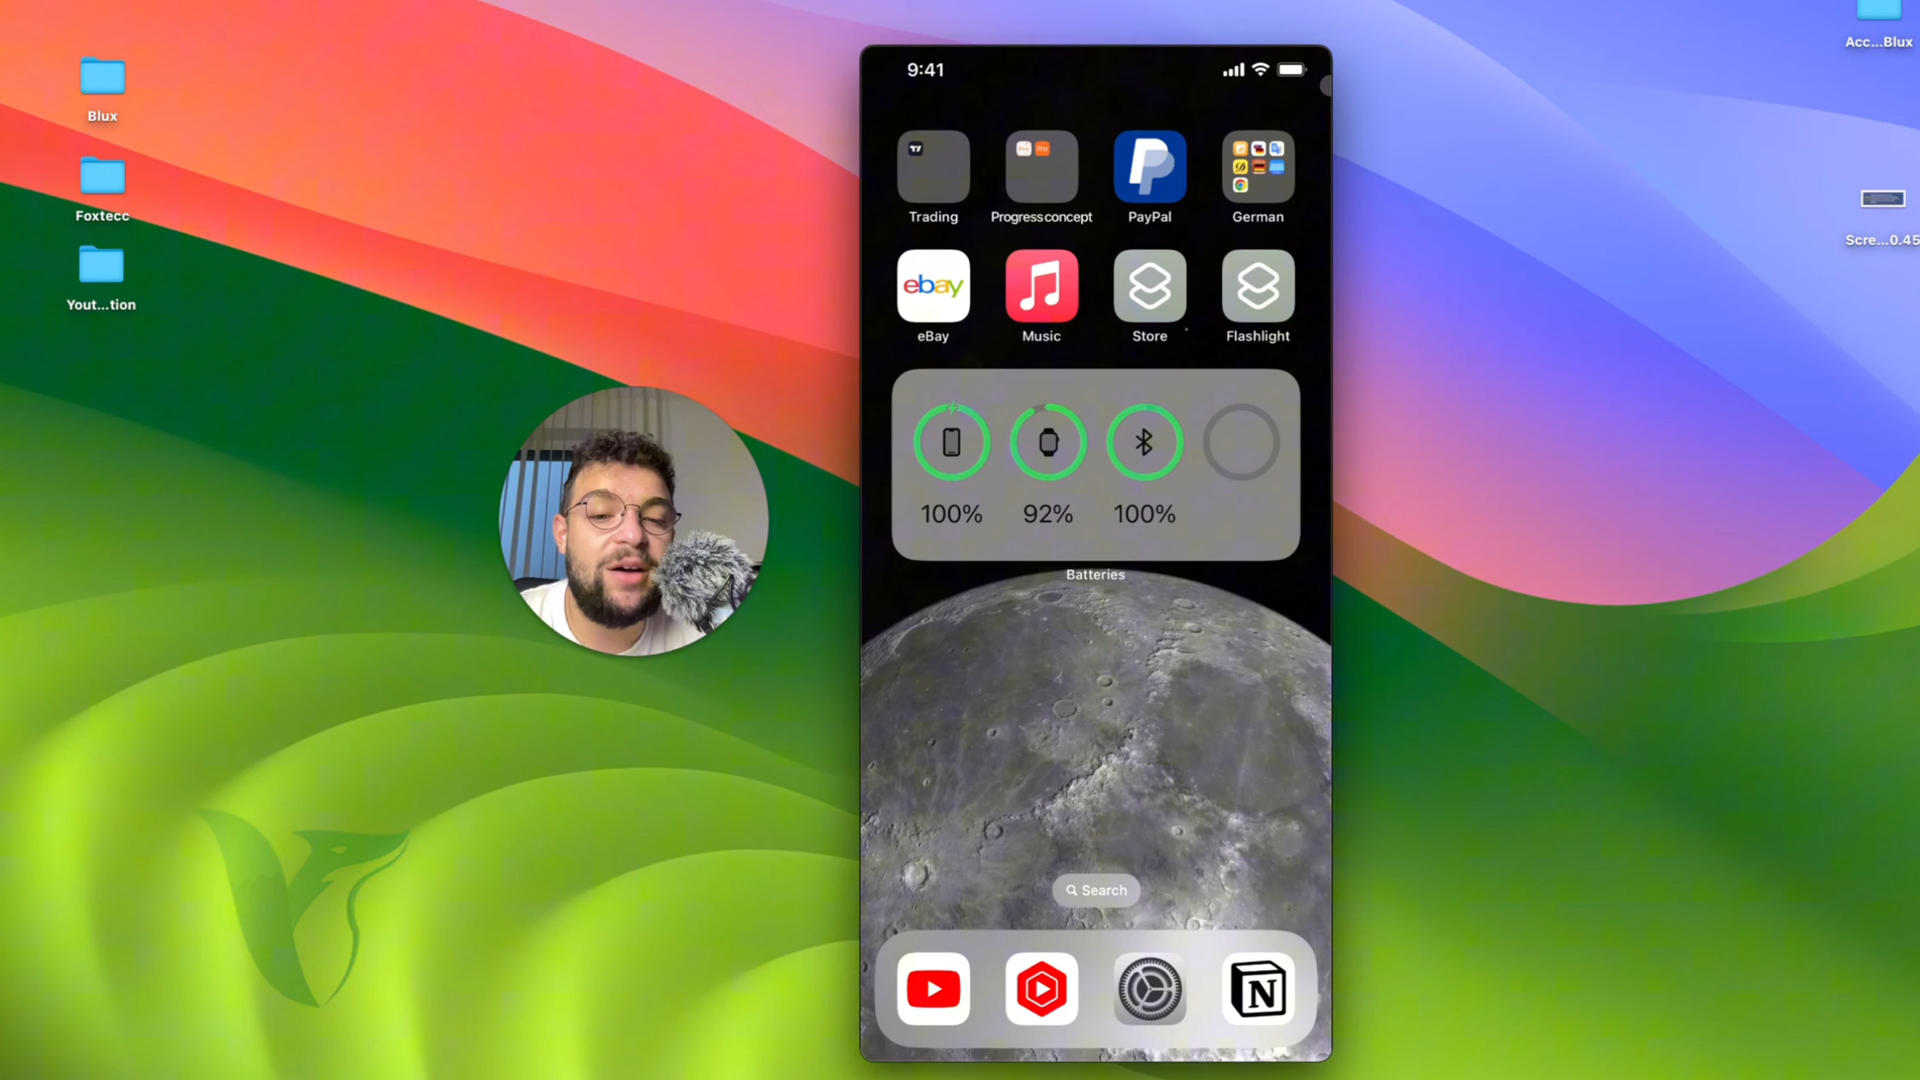 Acc...Blux
9:41
Blux
Trading
Progressconcept
PayPal
German
Foxtecc
Scre...0.45
ebay
eBay
Music
Store
Flashlight
Yout...tion
100%
92%
100%
Batteries
Search
N